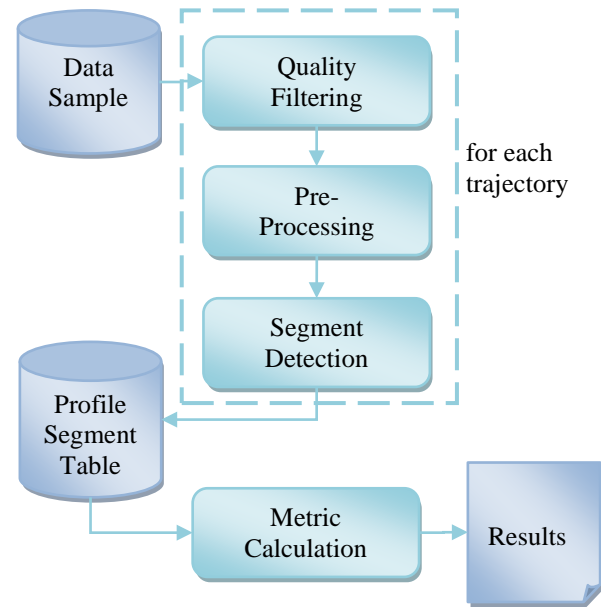 Data
Sample
Quality
Filtering
for each
trajectory
Pre-
Processing
Segment
Detection
Profile
Segment
Table
Metric
Calculation
Results